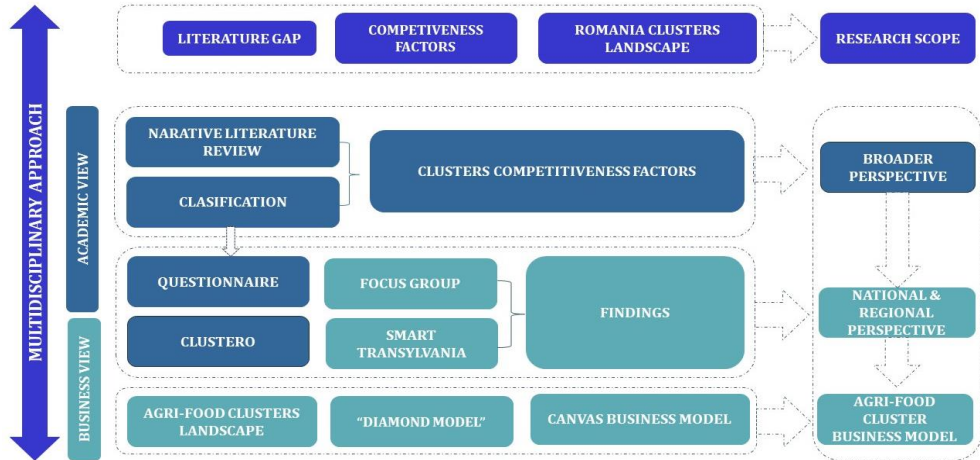 MULTIDISCIPLINARY APPROACH
LITERATURE GAP
COMPETIVENESS
FACTORS
ROMANIA CLUSTERS
LANDSCAPE
RESEARCH SCOPE
ACADEMIC VIEW
NARATIVE LITERATURE
REVIEW
CLASIFICATION
CLUSTERS COMPETITIVENESS FACTORS
BROADER
PERSPECTIVE
QUESTIONNAIRE
CLUSTERO
FOCUS GROUP
SMART
TRANSYLVANIA
FINDINGS
NATIONAL &
REGIONAL
PERSPECTIVE
BUSINESS VIEW
AGRI-FOOD CLUSTERS
LANDSCAPE
"DIAMOND MODEL"
CANVAS BUSINESS MODEL
AGRI-FOOD
CLUSTER
BUSINESS MODEL